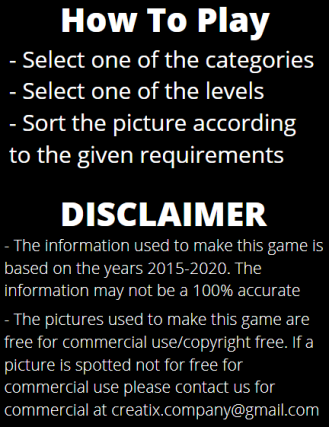 How To Play
- Select one of the categories
- Select one of the levels
- Sort the picture according
to the given requirements
DISCLAIMER
- The information used to make this game is
based on the years 2015-2020. The
information may not be a 100% accurate
- The pictures used to make this game are
free for commercial use/copyright free. If a
picture is spotted not for free for
commercial use please contact us for
commercial at creatix.company@gmail.com